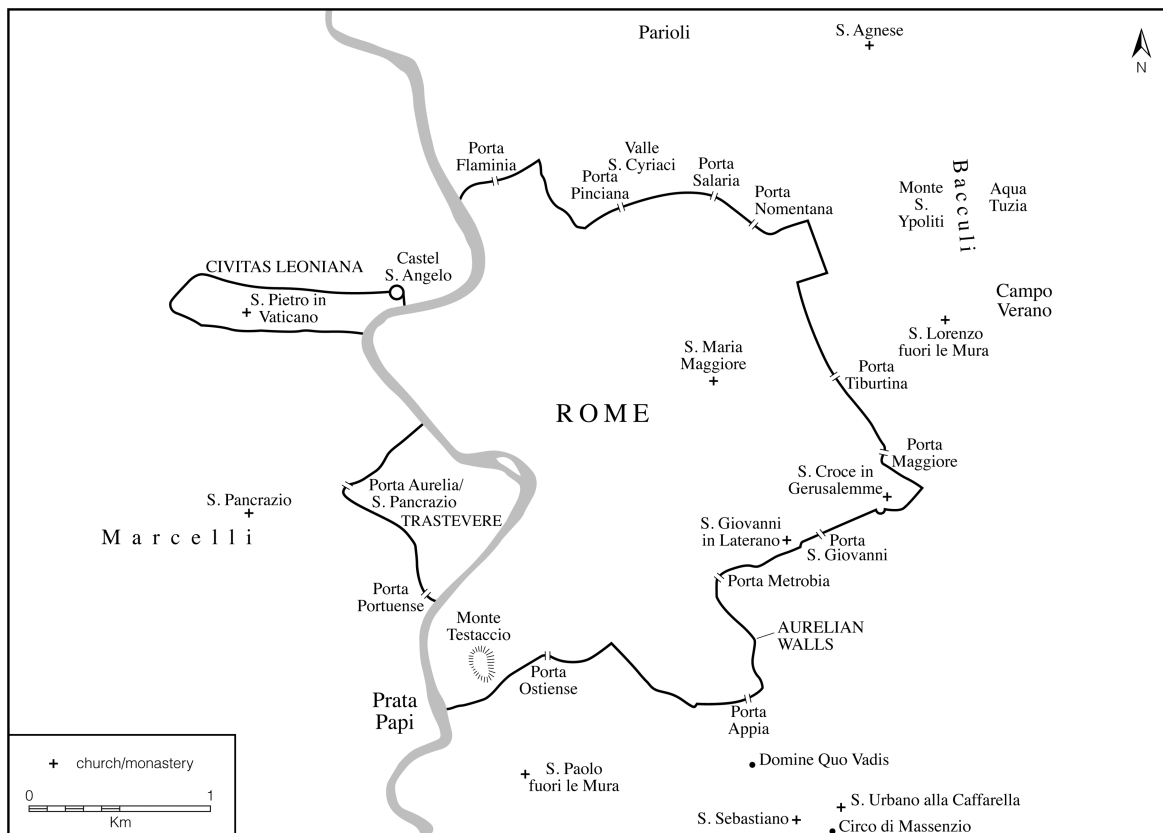 Parioli
S. Agnese
N
Porta
Flaminia
Valle
S. Cyriaci
Porta
Pinciana
Porta
Salaria
Porta
Nomentana
Monte
S.
Ypoliti
Bacculi
Aqua
Tuzia
CIVITAS LEONIANA
Castel
S. Angelo
S. Pietro in
Vaticano
Campo
Verano
S. Lorenzo
fuori le Mura
S. Maria
Maggiore
Porta
Tiburtina
ROME
Porta
Maggiore
S. Croce in
Gerusalemme
Porta Aurelia/
S. Pancrazio
TRASTEVERE
S. Pancrazio
Marcelli
S. Giovanni
in Laterano
Porta
S. Giovanni
Porta Metrobia
Porta
Portuense
Monte
Testaccio
AURELIAN
WALLS
Porta
Ostiense
Prata
Papi
Porta
Appia
Domine Quo Vadis
S. Paolo
fuori le Mura
S. Urbano alla Caffarella
S. Sebastiano
Circo di Massenzio
church/monastery
0 1
Km